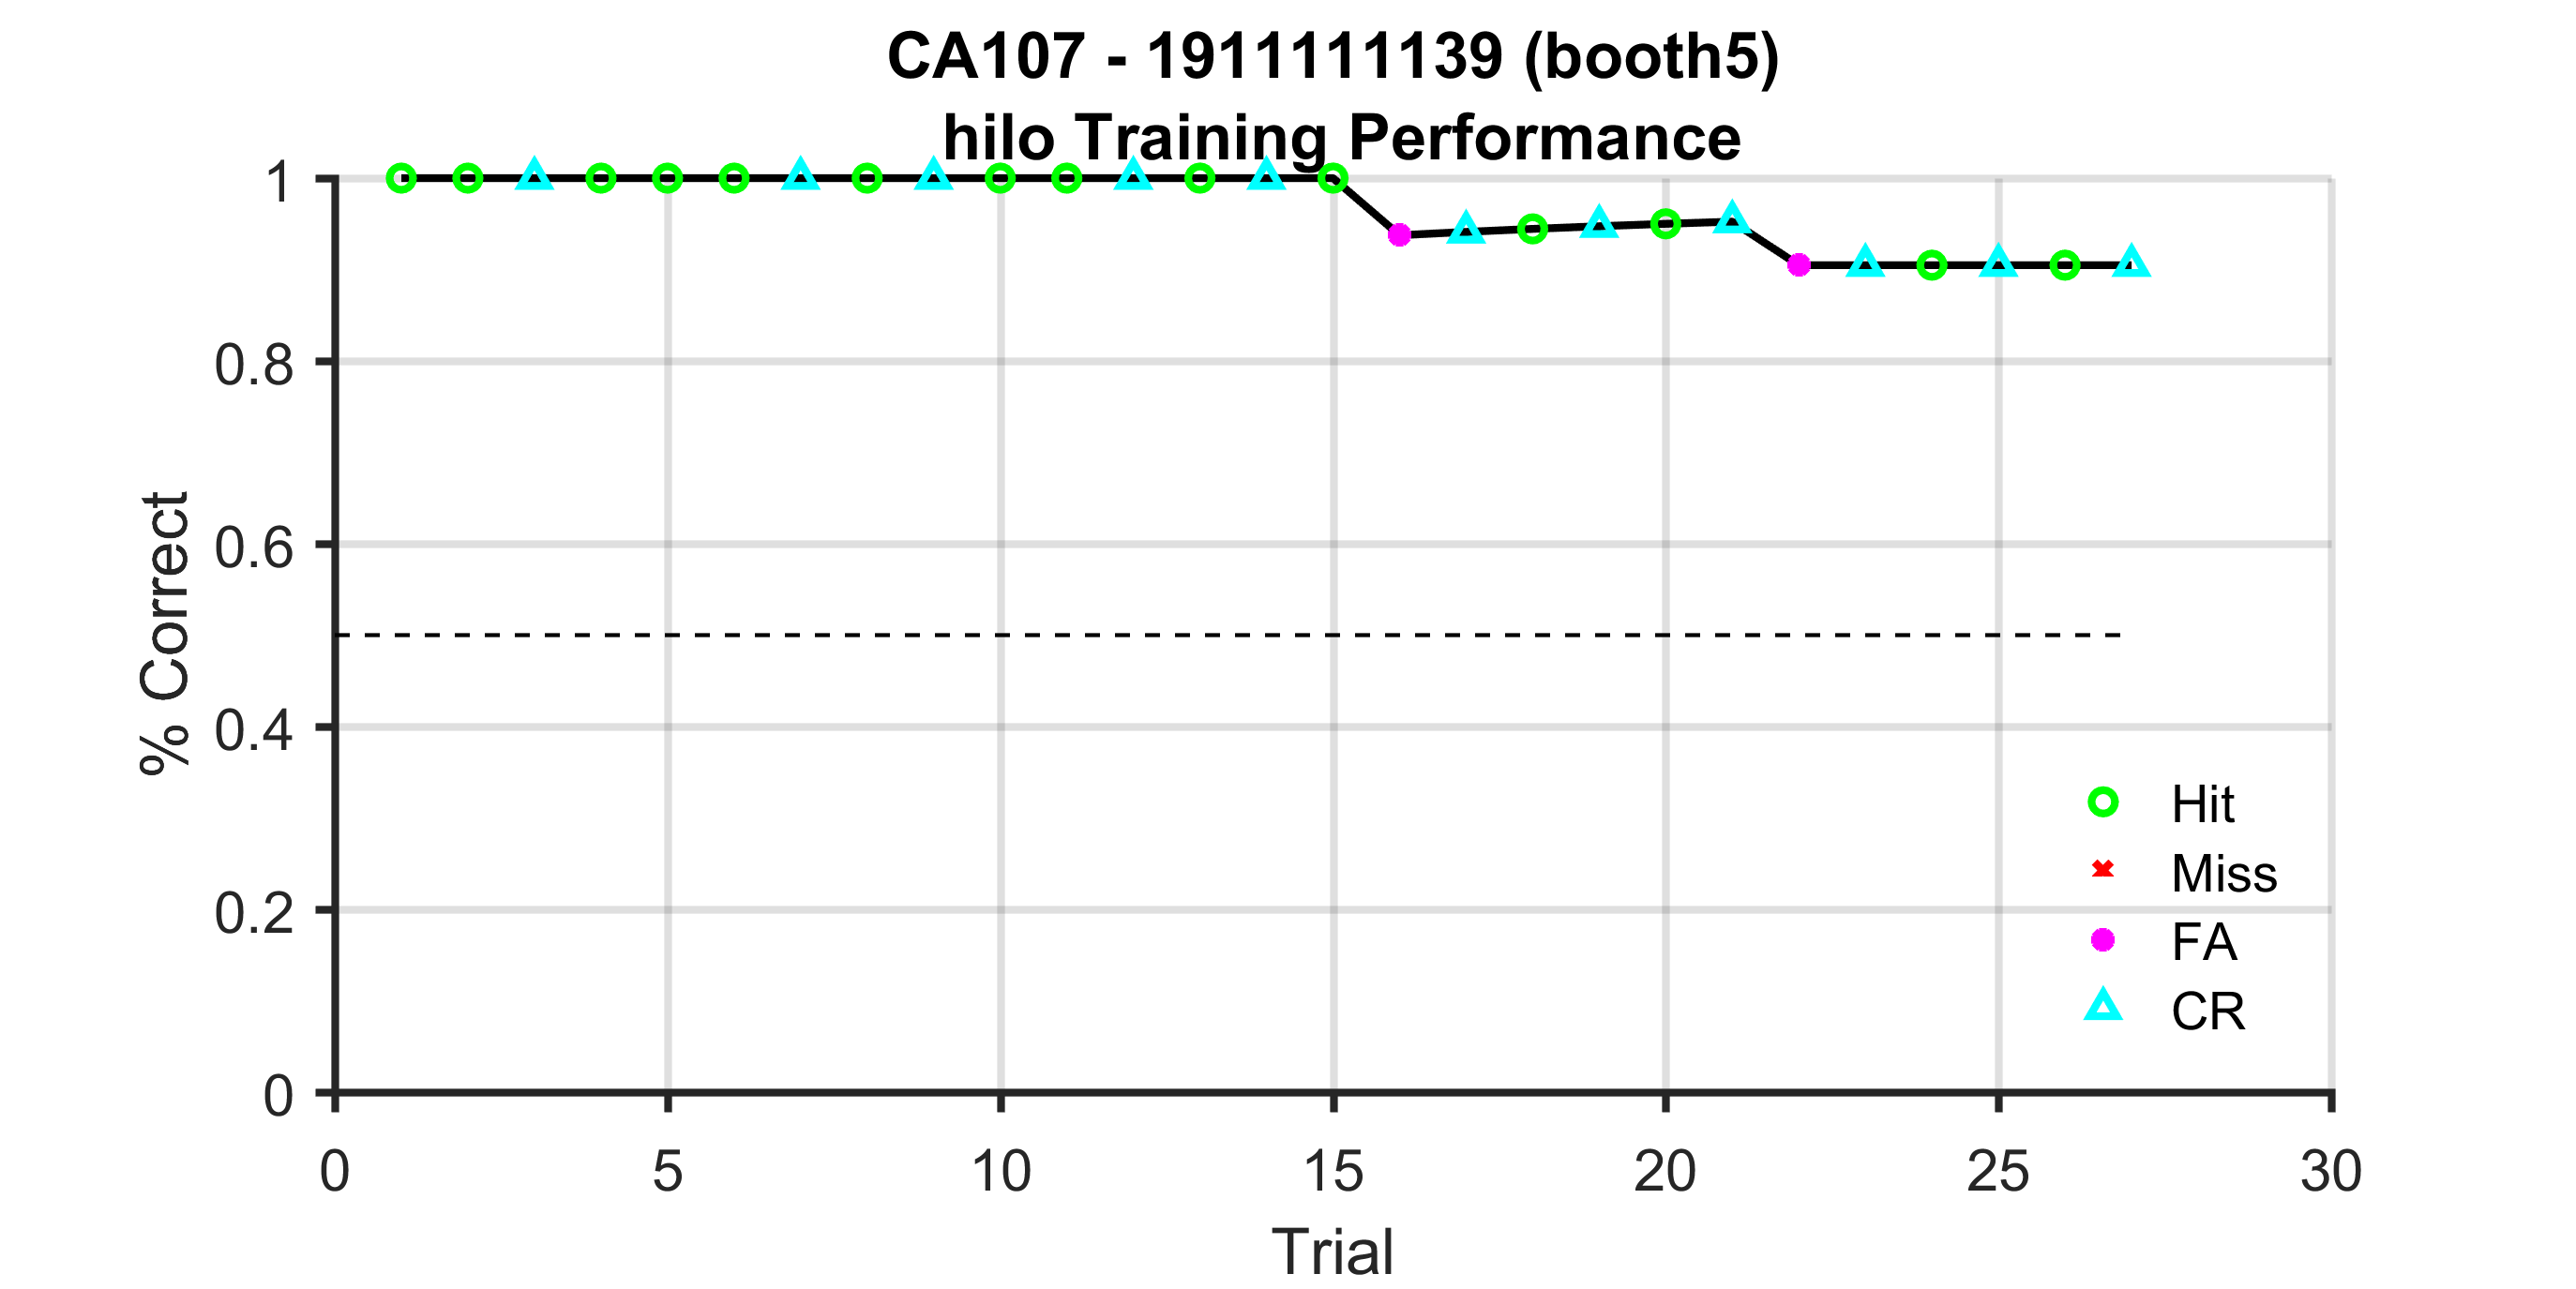 CA107 - 1911111139 (booth5)
hilo Training Performance
% Correct
1
0.8
0.6
0.4
0.2
0
Hit
Miss
FA
CR
0 5 10 15 20 25 30
Trial